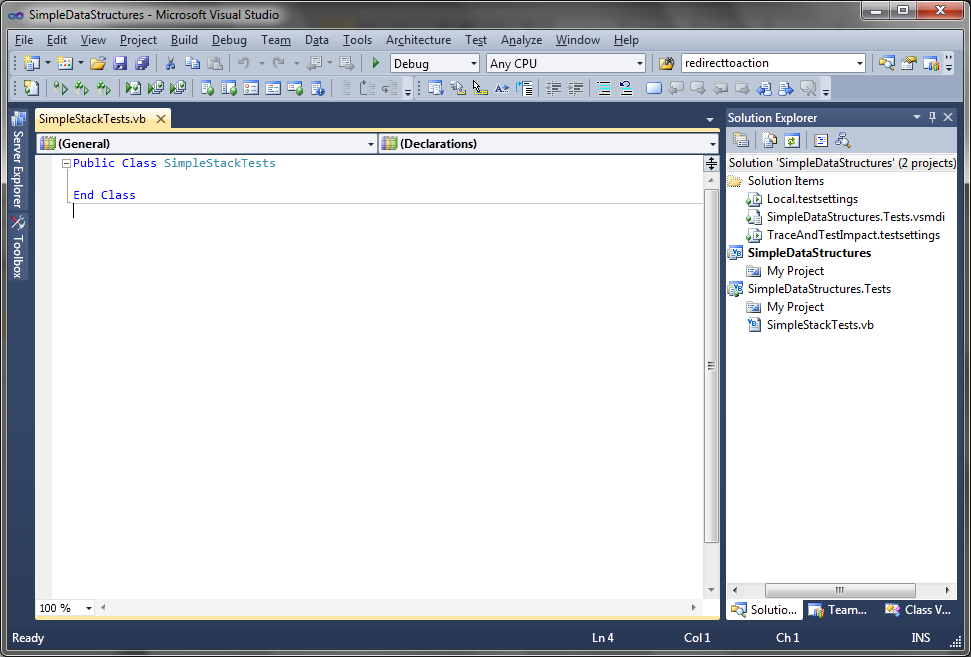 SimpleDataStructures - Microsoft Visual Studio
File Edit View Project Build Debug Team Data Tools Architecture Test Analyze Window Help
Debug Any CPU redirecttoaction
Server Explorer
Toolbox
SimpleStackTests.vb
(General) (Declarations)
Public Class SimpleStackTests
End Class
100 %
Solution Explorer
Solution 'SimpleDataStructures' (2 projects)
Solution Items
Local.testsettings
SimpleDataStructures.Tests.vsmdi
TraceAndTestImpact.testsettings
SimpleDataStructures
My Project
SimpleDataStructures.Tests
My Project
SimpleStackTests.vb
Solutio... Team... Class V...
Ready Ln 4 Col 1 Ch 1 INS